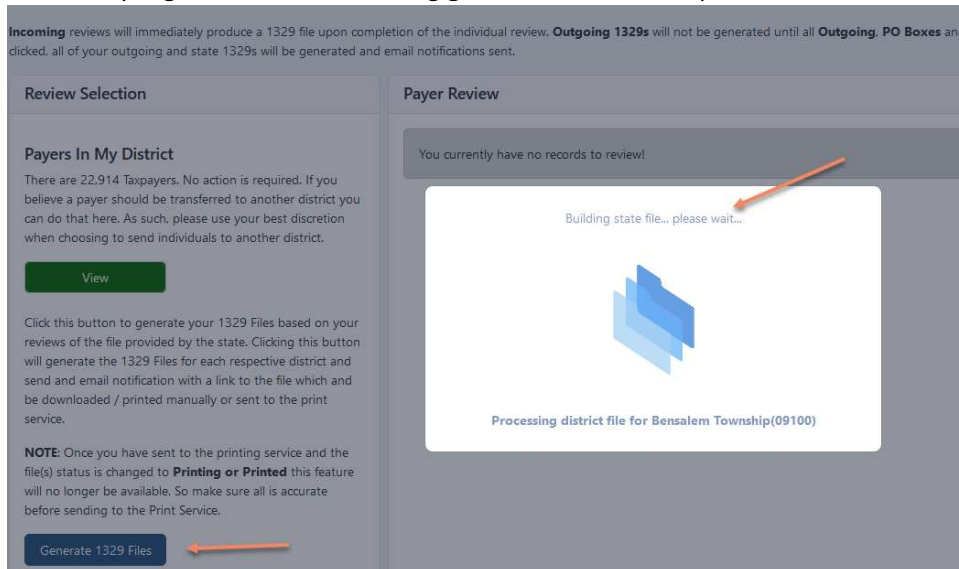 Incoming reviews will immediately produce a 1329 file upon completion of the individual review. Outgoing 1329s will not be generated until all Outgoing, PO Boxes an
clicked, all of your outgoing and state 1329s will be generated and email notifications sent.
Review Selection
Payers In My District
There are 22,914 Taxpayers. No action is required. If you
believe a payer should be transferred to another district you
can do that here. As such, please use your best discretion
when choosing to send individuals to another district.
View
Click this button to generate your 1329 Files based on your
reviews of the file provided by the state. Clicking this button
will generate the 1329 Files for each respective district and
send and email notification with a link to the file which and
be downloaded / printed manually or sent to the print
service.
NOTE: Once you have sent to the printing service and the
file(s) status is changed to Printing or Printed this feature
will no longer be available. So make sure all is accurate
before sending to the Print Service.
Generate 1329 Files
Payer Review
You currently have no records to review!
Building state file... please wait...
Processing district file for Bensalem Township(09100)